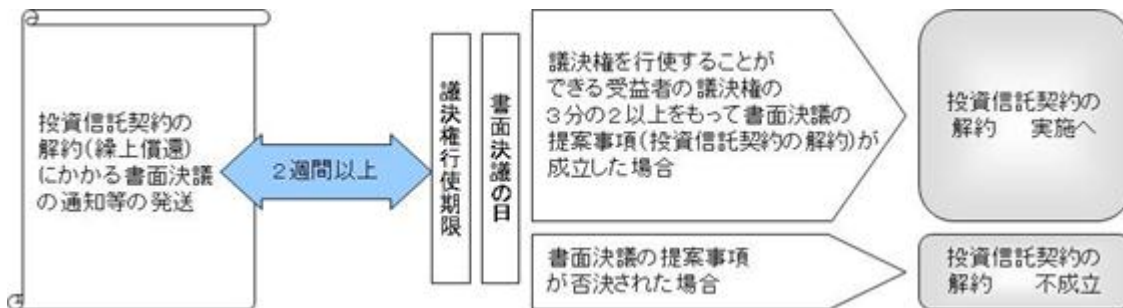 投資信託契約の
解約(繰上償還)
にかかる書面決議
の通知等の発送
2週間以上
議決権行使期限
書面決議の日
議決権を行使することが
できる受益者の議決権の
3分の2以上をもって書面決議の
提案事項(投資信託契約の解約)が
成立した場合
投資信託契約の
解約　実施へ
書面決議の提案事項
が否決された場合
投資信託契約の
解約　不成立